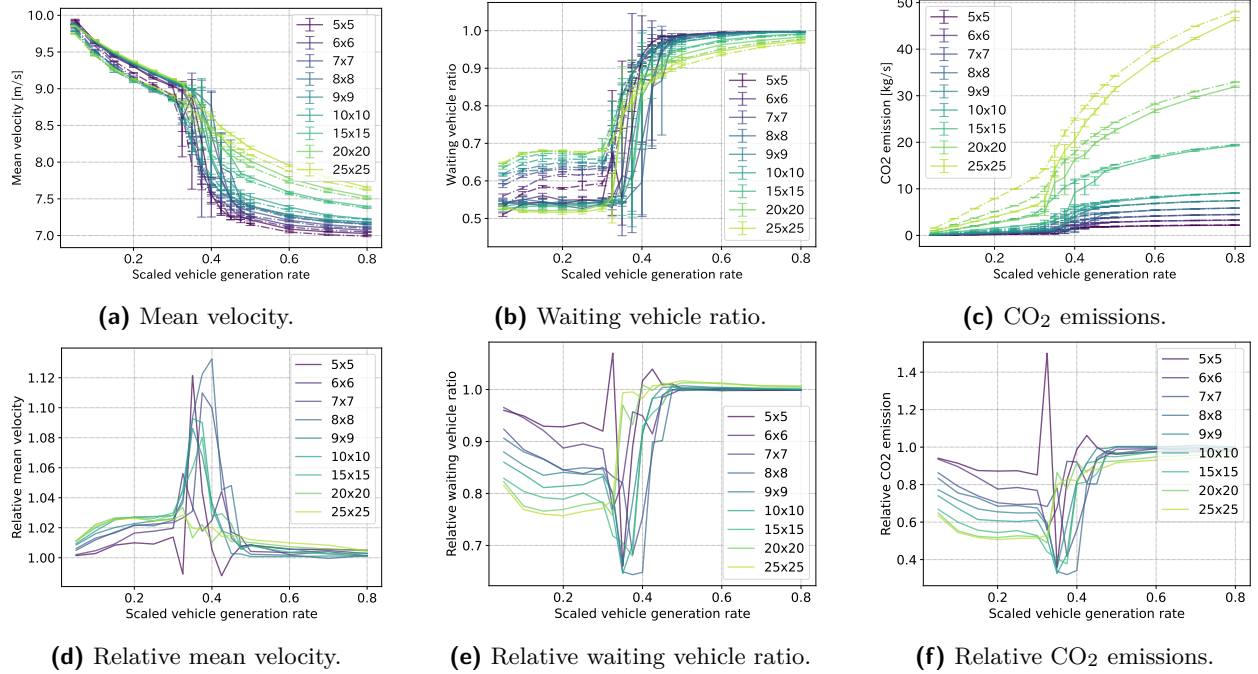 10.0
9.5
9.0
8.5
8.0
7.5
7.0
Mean velocity [m/s]
0.2
0.4
0.6
0.8
Scaled vehicle generation rate
5x5
6x6
7x7
8x8
9x9
10x10
15x15
20x20
25x25
(a) Mean velocity.
1.0
0.9
0.8
0.7
0.6
0.5
Waiting vehicle ratio
0.2
0.4
0.6
0.8
Scaled vehicle generation rate
5x5
6x6
7x7
8x8
9x9
10x10
15x15
20x20
25x25
(b) Waiting vehicle ratio.
50
40
30
20
10
0
CO2 emission [kg/s]
0.2
0.4
0.6
0.8
Scaled vehicle generation rate
5x5
6x6
7x7
8x8
9x9
10x10
15x15
20x20
25x25
(c) CO₂ emissions.
1.12
1.10
1.08
1.06
1.04
1.02
1.00
Relative mean velocity
0.2
0.4
0.6
0.8
Scaled vehicle generation rate
5x5
6x6
7x7
8x8
9x9
10x10
15x15
20x20
25x25
(d) Relative mean velocity.
1.0
0.9
0.8
0.7
Relative waiting vehicle ratio
0.2
0.4
0.6
0.8
Scaled vehicle generation rate
5x5
6x6
7x7
8x8
9x9
10x10
15x15
20x20
25x25
(e) Relative waiting vehicle ratio.
1.4
1.2
1.0
0.8
0.6
0.4
Relative CO2 emission
0.2
0.4
0.6
0.8
Scaled vehicle generation rate
5x5
6x6
7x7
8x8
9x9
10x10
15x15
20x20
25x25
(f) Relative CO₂ emissions.